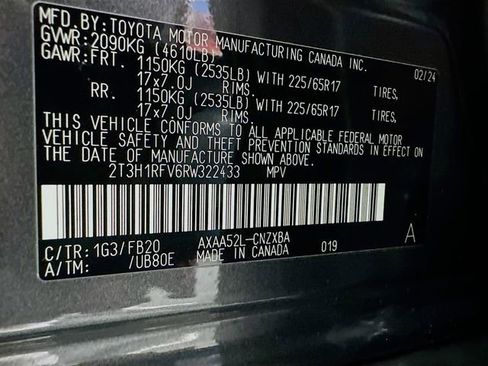 MFD.BY:TOYOTA MOTOR MANUFACTURING CANADA INC.
GVWR:2090KG (4610LB) 02/24
GAWR:FRT. 1150KG (2535LB) WITH 225/65R17 TIRES,
17x7.0J RIMS.
RR. 1150KG (2535LB) WITH 225/65R17 TIRES,
17x7.0J RIMS.
THIS VEHICLE CONFORMS TO ALL APPLICABLE FEDERAL MOTOR
VEHICLE SAFETY AND THEFT PREVENTION STANDARDS IN EFFECT
ON THE DATE OF MANUFACTURE SHOWN ABOVE.
2T3H1RFV6RW322433 MPV
C/TR:1G3/FB20 AXAA52L-CNZXBA 019 A
A/TM: /UB80E MADE IN CANADA